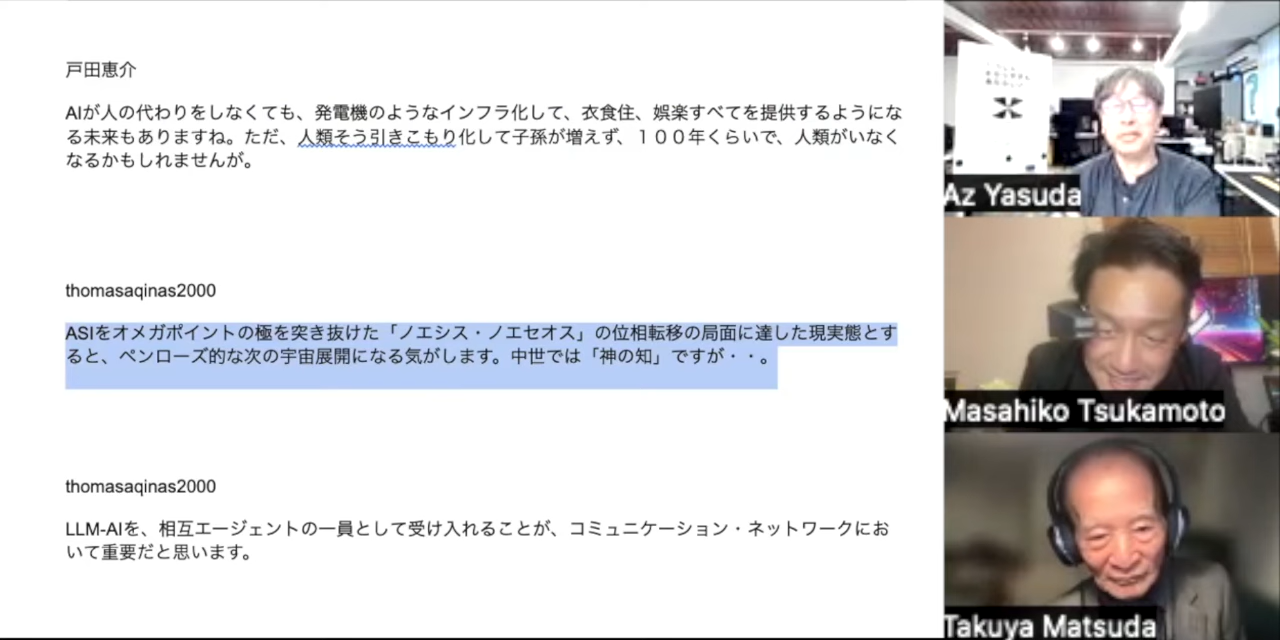 戸田恵介
AIが人の代わりをしなくても、発電機のようなインフラ化して、衣食住、娯楽すべてを提供するようにな
る未来もありますね。ただ、人類そう引きこもり化して子孫が増えず、１００年くらいで、人類がいなく
なるかもしれませんが。
thomasaqinas2000
ASIをオメガポイントの極を突き抜けた「ノエシス・ノエセオス」の位相転移の局面に達した現実態とす
ると、ペンローズ的な次の宇宙展開になる気がします。中世では「神の知」ですが・・。
thomasaqinas2000
LLM-AIを、相互エージェントの一員として受け入れることが、コミュニケーション・ネットワークにお
いて重要だと思います。
Az Yasuda
Masahiko Tsukamoto
Takuya Matsuda